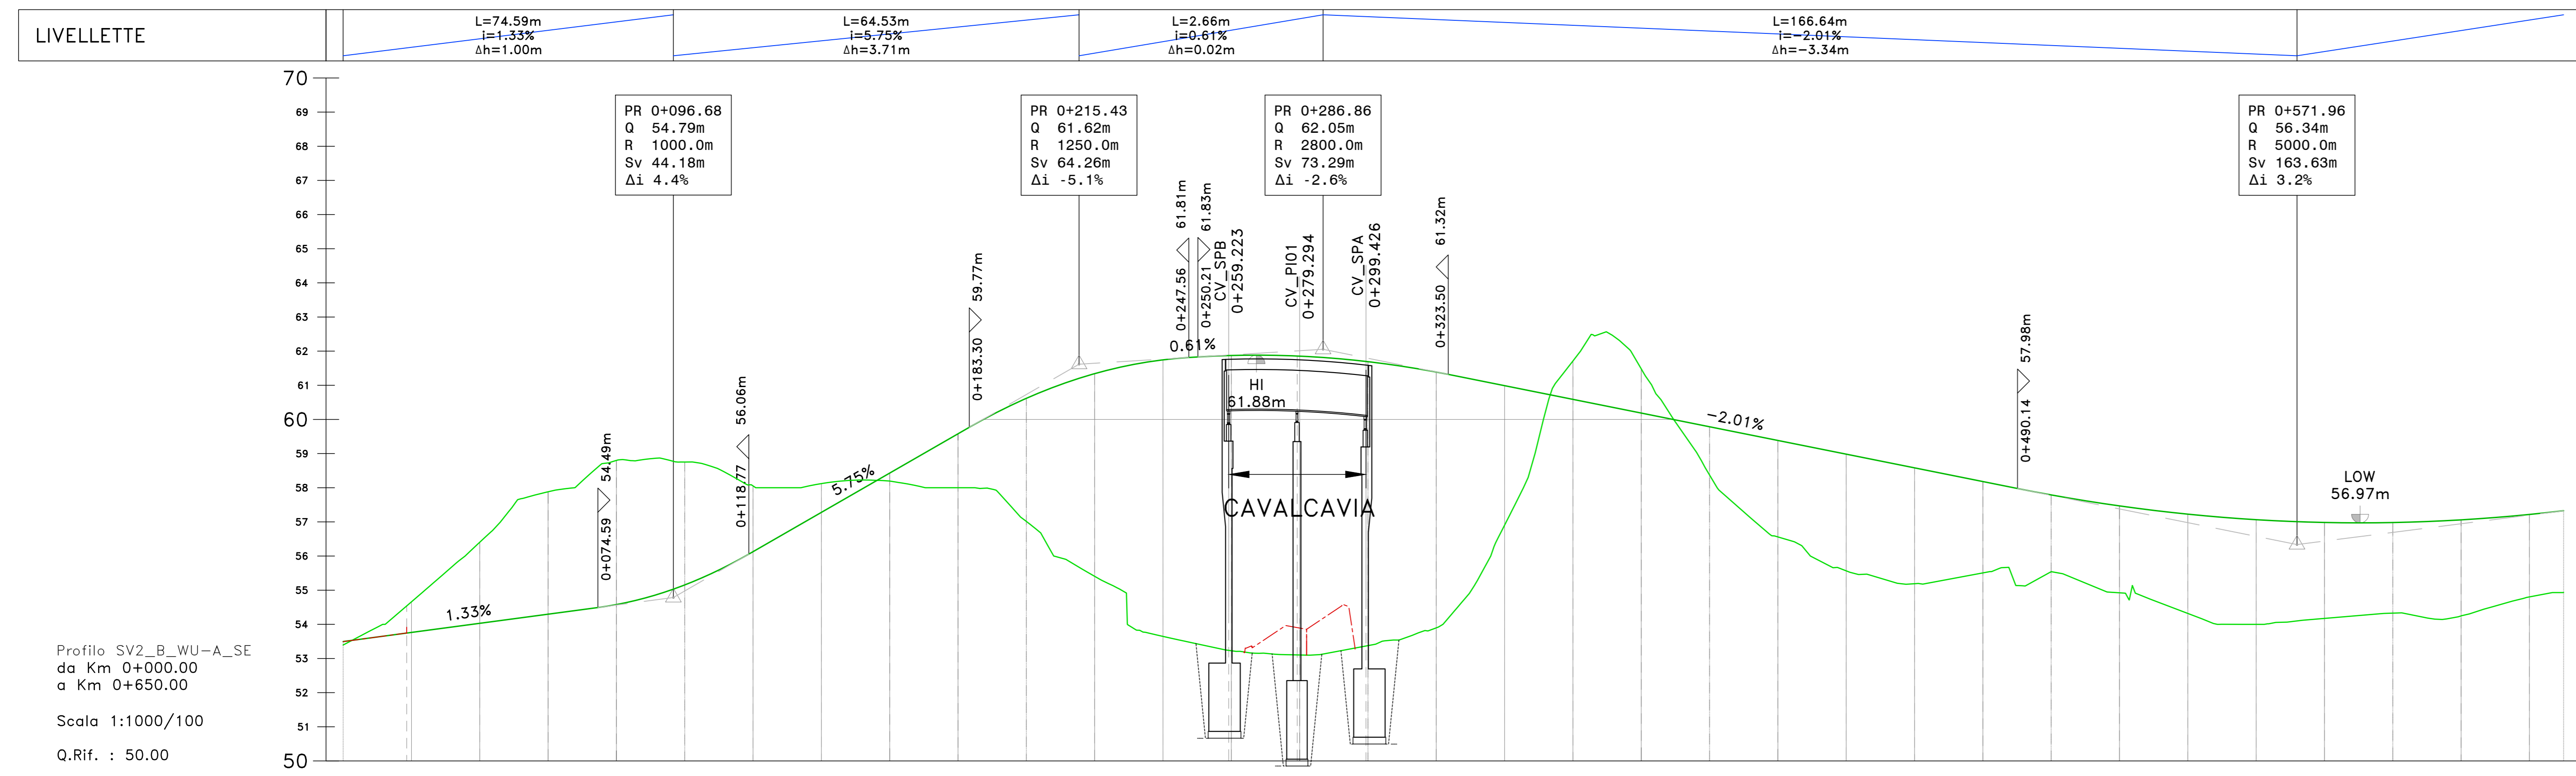 LIVELLETTE
L=74.59m
i=1.33%
Δh=1.00m
L=64.53m
i=5.75%
Δh=3.71m
L=2.66m
i=0.61%
Δh=0.02m
L=166.64m
i=-2.01%
Δh=-3.34m
70
69
68
67
66
65
64
63
62
61
60
59
58
57
56
55
54
53
52
51
50
PR 0+096.68
Q 54.79m
R 1000.0m
Sv 44.18m
Δi 4.4%
PR 0+215.43
Q 61.62m
R 1250.0m
Sv 64.26m
Δi -5.1%
PR 0+286.86
Q 62.05m
R 2800.0m
Sv 73.29m
Δi -2.6%
PR 0+571.96
Q 56.34m
R 5000.0m
Sv 163.63m
Δi 3.2%
0+074.59 54.49m
0+118.77 56.06m
0+183.30 59.77m
0+247.56 61.81m
0+250.21 61.83m
CV_SPB
0+259.223
CV_PI01
0+279.294
CV_SPA
0+299.426
0+323.50 61.32m
0+490.14 57.98m
1.33%
5.75%
0.61%
-2.01%
HI
61.88m
CAVALCAVIA
LOW
56.97m
Profilo SV2_B_WU-A_SE
da Km 0+000.00
a Km 0+650.00
Scala 1:1000/100
Q.Rif. : 50.00